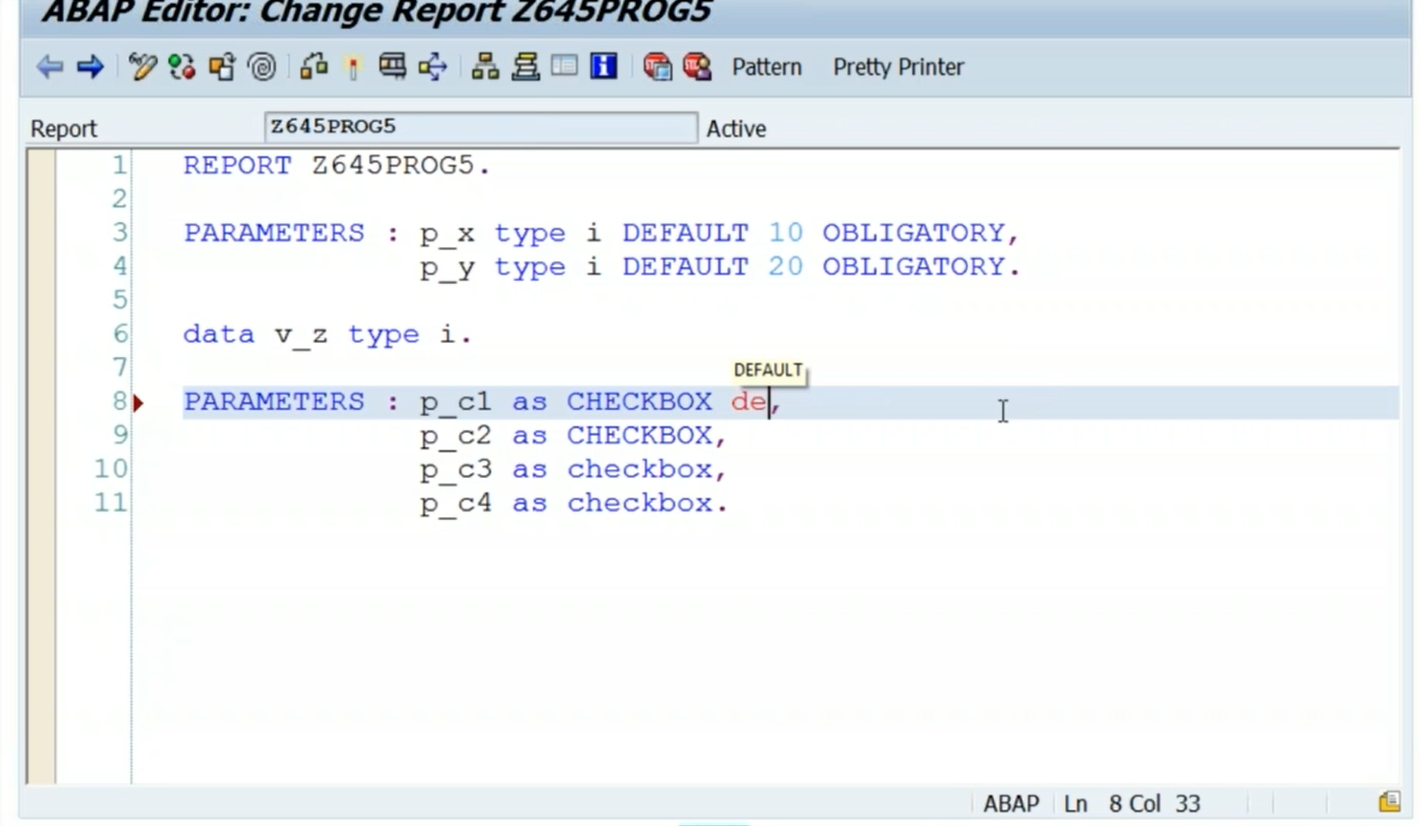 ABAP Editor: Change Report Z645PROG5
Pattern Pretty Printer
Report Z645PROG5 Active
1 REPORT Z645PROG5.
2
3 PARAMETERS : p_x type i DEFAULT 10 OBLIGATORY,
4 p_y type i DEFAULT 20 OBLIGATORY.
5
6 data v_z type i.
7
DEFAULT
8 PARAMETERS : p_c1 as CHECKBOX de,
9 p_c2 as CHECKBOX,
10 p_c3 as checkbox,
11 p_c4 as checkbox.
ABAP Ln 8 Col 33